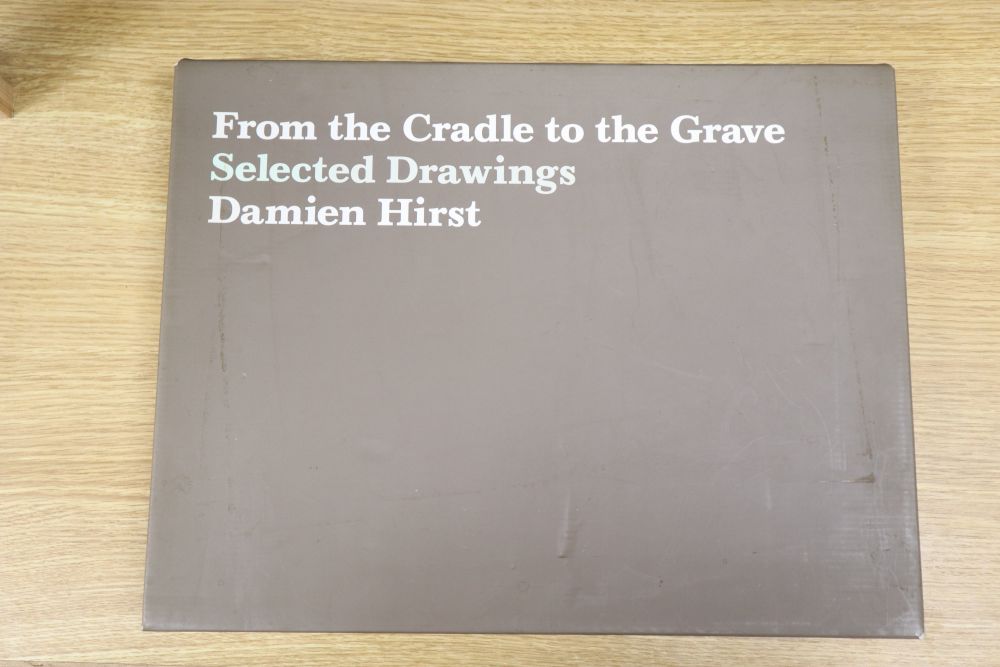 From the Cradle to the Grave
Selected Drawings
Damien Hirst